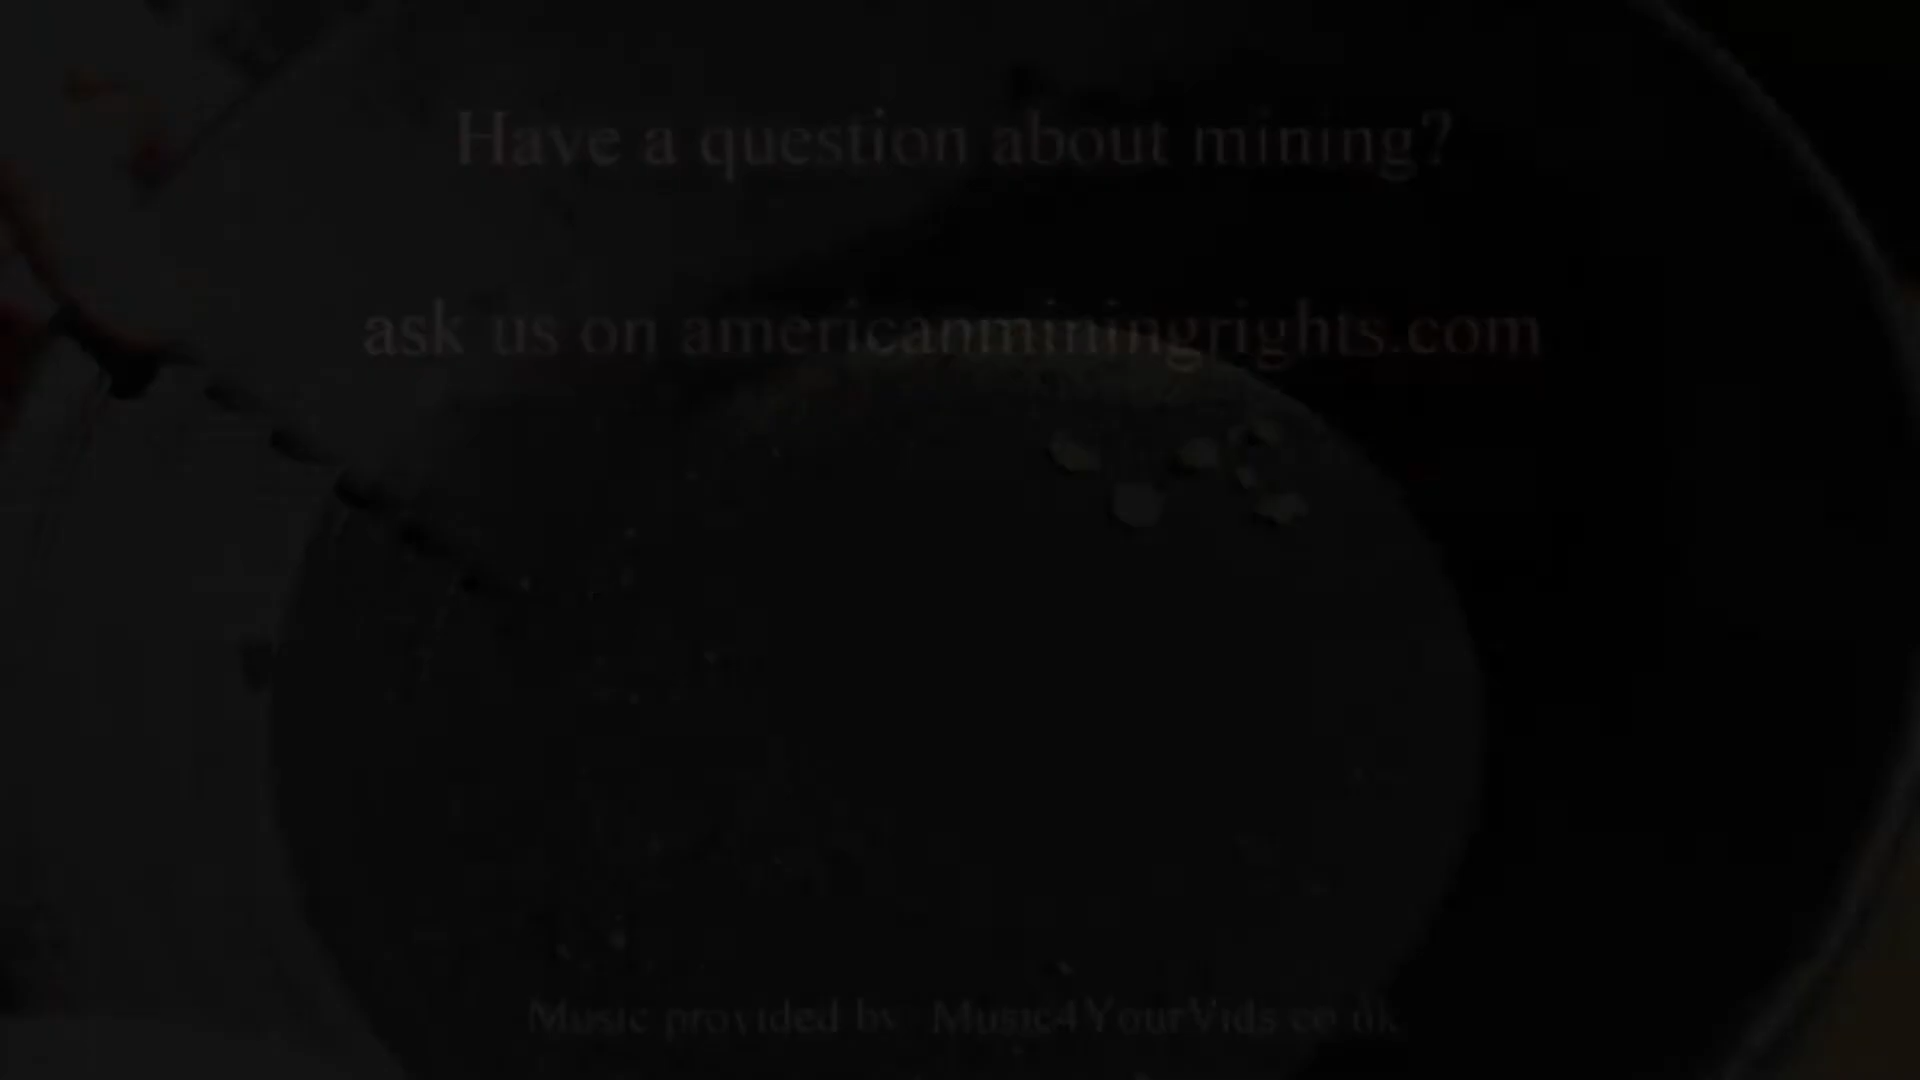 Have a question about mining?
ask us on americanminingrights.com
Music provided by Music4YourVids.co.uk